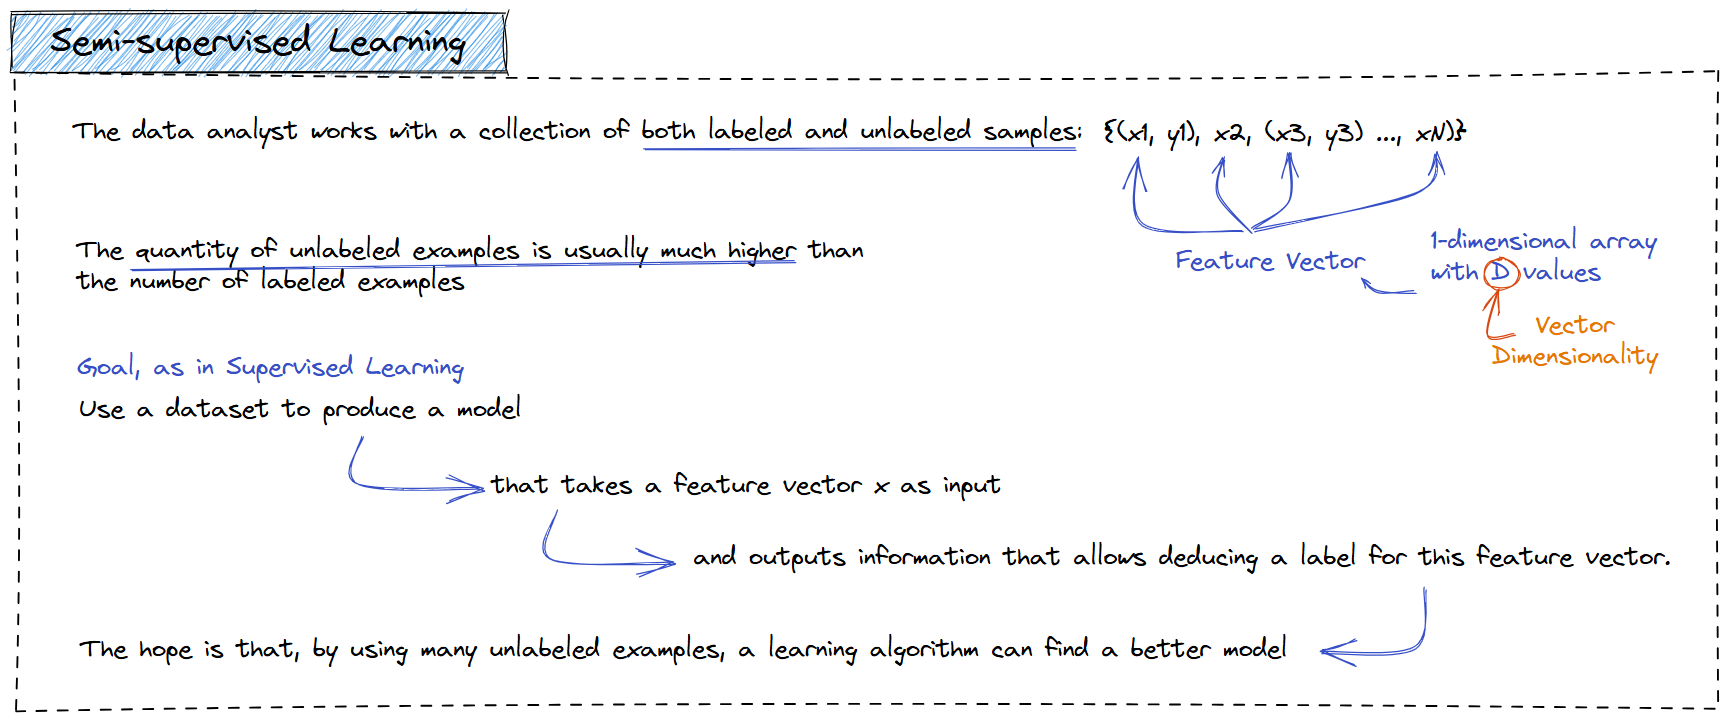 Semi-supervised Learning
The data analyst works with a collection of both labeled and unlabeled samples: {(x1, y1), x2, (x3, y3) ..., xN)}
The quantity of unlabeled examples is usually much higher than
the number of labeled examples
Feature Vector
1-dimensional array
with D values
Vector
Dimensionality
Goal, as in Supervised Learning
Use a dataset to produce a model
that takes a feature vector x as input
and outputs information that allows deducing a label for this feature vector.
The hope is that, by using many unlabeled examples, a learning algorithm can find a better model